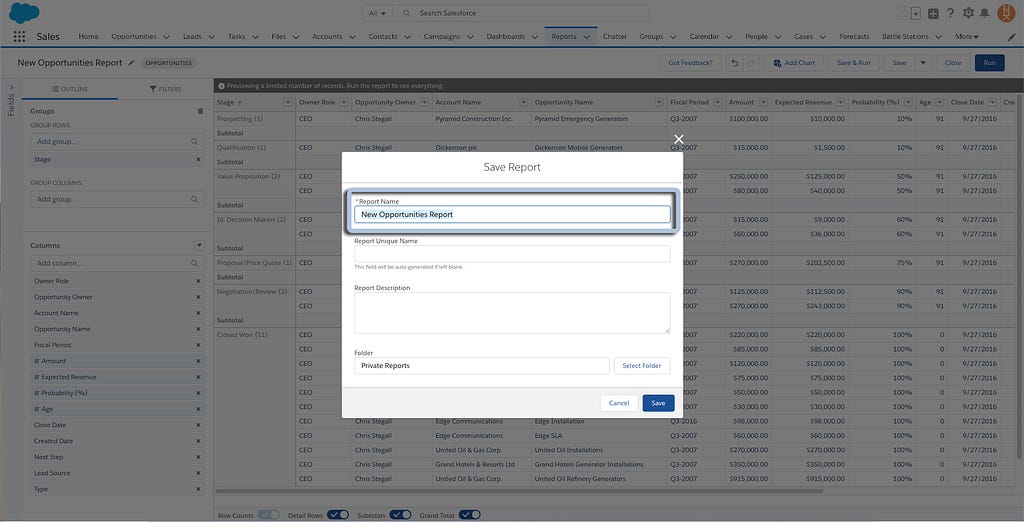 All
Search Salesforce
Sales
Home Opportunities Leads Tasks Files Accounts Contacts Campaigns Dashboards Reports Chatter Groups Calendar People Cases Forecasts Battle Stations More
New Opportunities Report OPPORTUNITIES
Got Feedback? Add Chart Save & Run Save Close Run
Fields
OUTLINE FILTERS
Groups
GROUP ROWS
Add group...
Stage
GROUP COLUMNS
Add group...
Columns
Add column...
Owner Role
Opportunity Owner
Account Name
Opportunity Name
Fiscal Period
# Amount
# Expected Revenue
# Probability (%)
# Age
Close Date
Created Date
Next Step
Lead Source
Type
Previewing a limited number of records. Run the report to see everything.
Stage ↑ Owner Role Opportunity Owner Account Name Opportunity Name Fiscal Period Amount Expected Revenue Probability (%) Age Close Date Cre
Prospecting (1) CEO Chris Stegall Pyramid Construction Inc. Pyramid Emergency Generators Q3-2007 $100,000.00 $10,000.00 10% 91 9/27/2016
Subtotal
Qualification (1) CEO Chris Stegall Dickenson plc Dickenson Mobile Generators -2007 $15,000.00 $1,500.00 10% 91 9/27/2016
Subtotal
Value Proposition (2) CEO -2007 $250,000.00 $125,000.00 50% 91 9/27/2016
CEO -2007 $80,000.00 $40,000.00 50% 91 9/27/2016
Subtotal
Id. Decision Makers (2) CEO -2007 $15,000.00 $9,000.00 60% 91 9/27/2016
CEO -2007 $60,000.00 $36,000.00 60% 91 9/27/2016
Subtotal
Proposal/Price Quote (1) CEO -2007 $270,000.00 $202,500.00 75% 91 9/27/2016
Subtotal
Negotiation/Review (2) CEO -2007 $125,000.00 $112,500.00 90% 91 9/27/2016
CEO -2007 $270,000.00 $243,000.00 90% 91 9/27/2016
Subtotal
Closed Won (11) CEO -2007 $220,000.00 $220,000.00 100% 0 9/27/2016
CEO -2007 $85,000.00 $85,000.00 100% 0 9/27/2016
CEO -2007 $120,000.00 $120,000.00 100% 0 9/27/2016
CEO -2007 $75,000.00 $75,000.00 100% 0 9/27/2016
CEO -2007 $50,000.00 $50,000.00 100% 0 9/27/2016
CEO -2007 $30,000.00 $30,000.00 100% 0 9/27/2016
CEO Chris Stegall Edge Communications Edge Installation Q3-2016 $98,000.00 $98,000.00 100% 0 9/27/2016
CEO Chris Stegall Edge Communications Edge SLA Q3-2007 $60,000.00 $60,000.00 100% 0 9/27/2016
CEO Chris Stegall United Oil & Gas Corp. United Oil Installations Q3-2007 $270,000.00 $270,000.00 100% 0 9/27/2016
CEO Chris Stegall Grand Hotels & Resorts Ltd Grand Hotels Generator Installations Q3-2007 $350,000.00 $350,000.00 100% 0 9/27/2016
CEO Chris Stegall United Oil & Gas Corp. United Oil Refinery Generators Q3-2007 $915,000.00 $915,000.00 100% 0 9/27/2016
Row Counts Detail Rows Subtotals Grand Total
Save Report
* Report Name
New Opportunities Report
Report Unique Name
This field will be auto-generated if left blank.
Report Description
Folder
Private Reports
Select Folder
Cancel Save